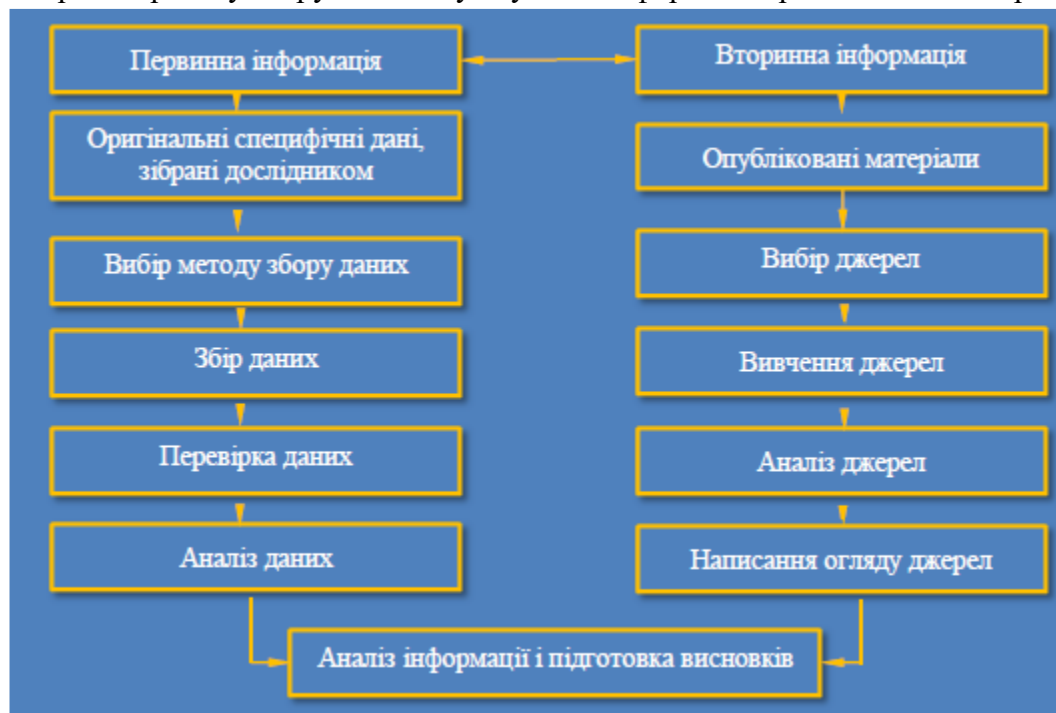 Первинна інформація
Оригінальні специфічні дані,
зібрані дослідником
Вибір методу збору даних
Збір даних
Перевірка даних
Аналіз даних
Вторинна інформація
Опубліковані матеріали
Вибір джерел
Вивчення джерел
Аналіз джерел
Написання огляду джерел
Аналіз інформації і підготовка висновків